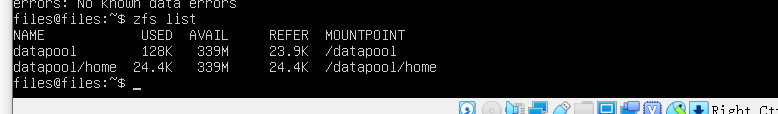 errors: No known data errors
files@files:~$ zfs list
NAME USED AVAIL REFER MOUNTPOINT
datapool 128K 339M 23.9K /datapool
datapool/home 24.4K 339M 24.4K /datapool/home
files@files:~$ _
Right Ct